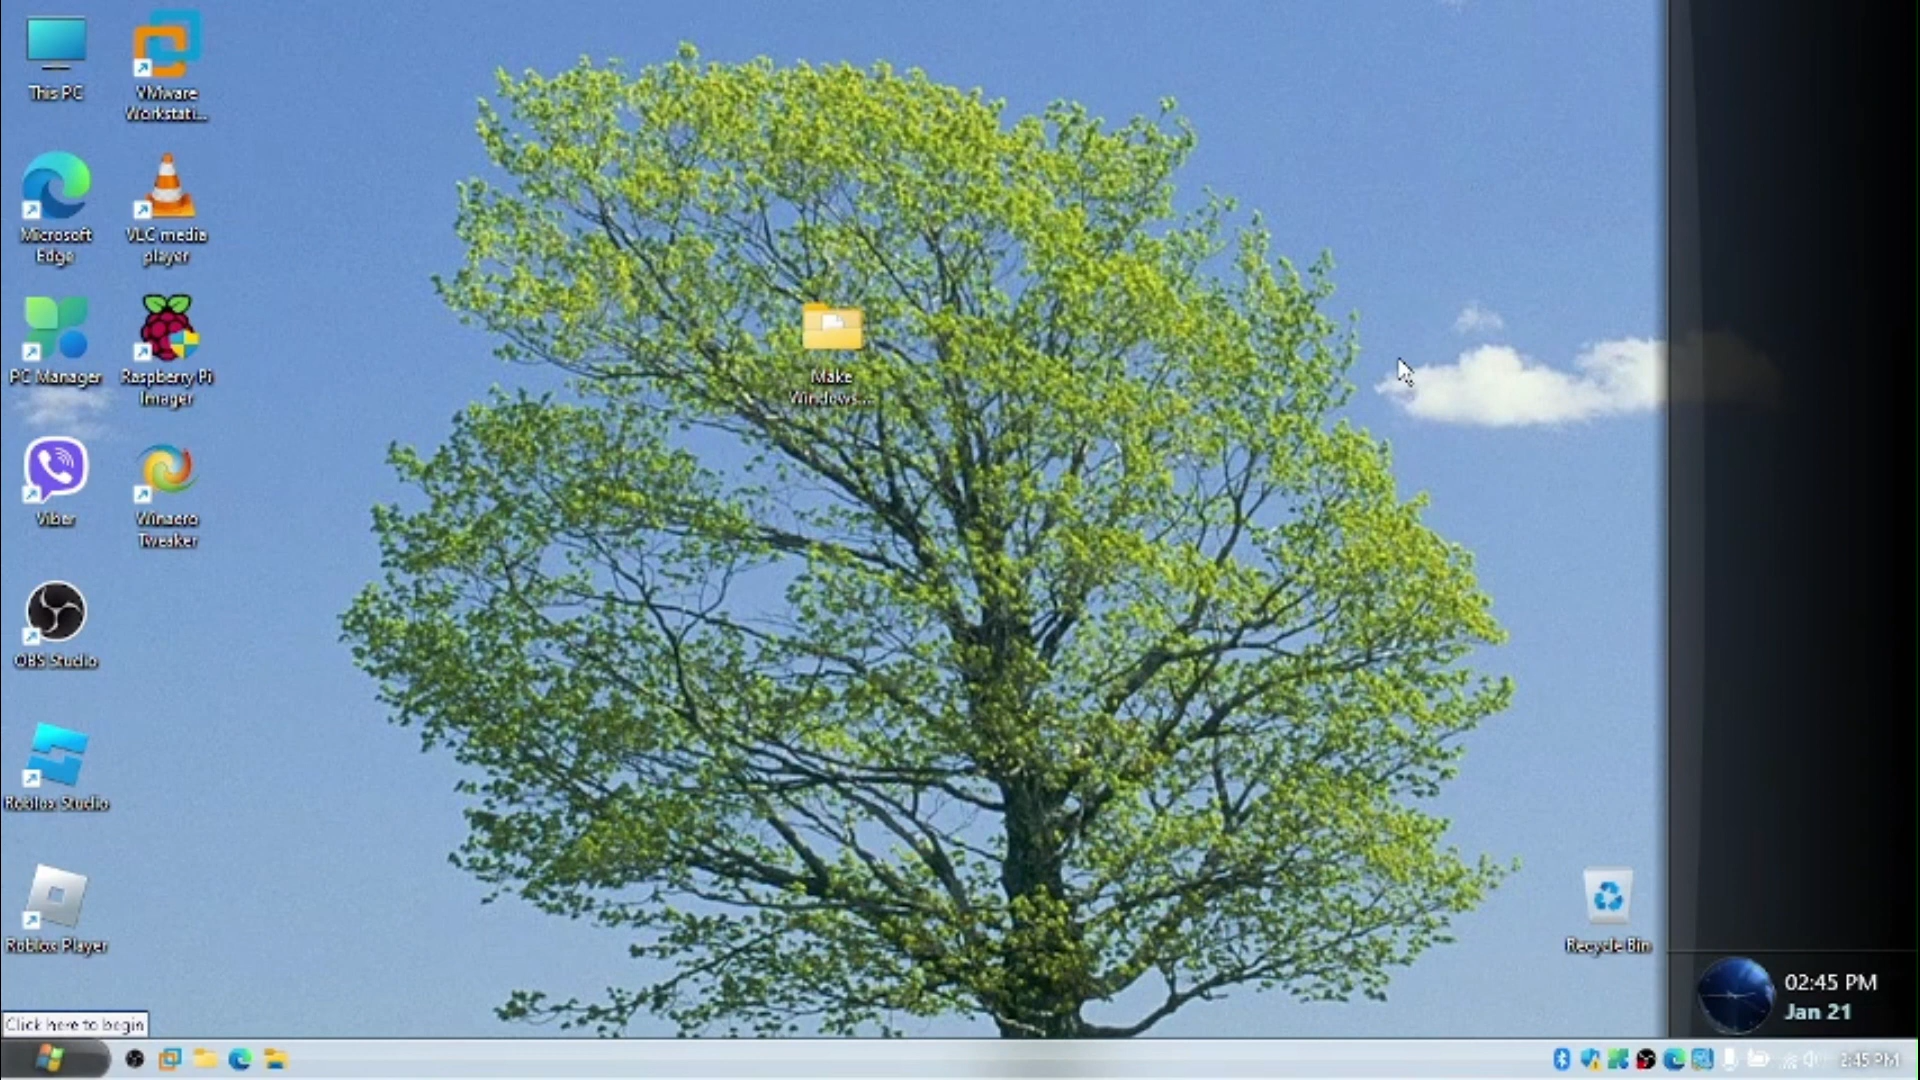 This PC
VMware
Workstati...
Microsoft
Edge
VLC media
player
PC Manager
Raspberry Pi
Imager
Viber
Winaero
Tweaker
OBS Studio
Roblox Studio
Roblox Player
Make
Windows...
Recycle Bin
02:45 PM
Jan 21
Click here to begin
2:45 PM